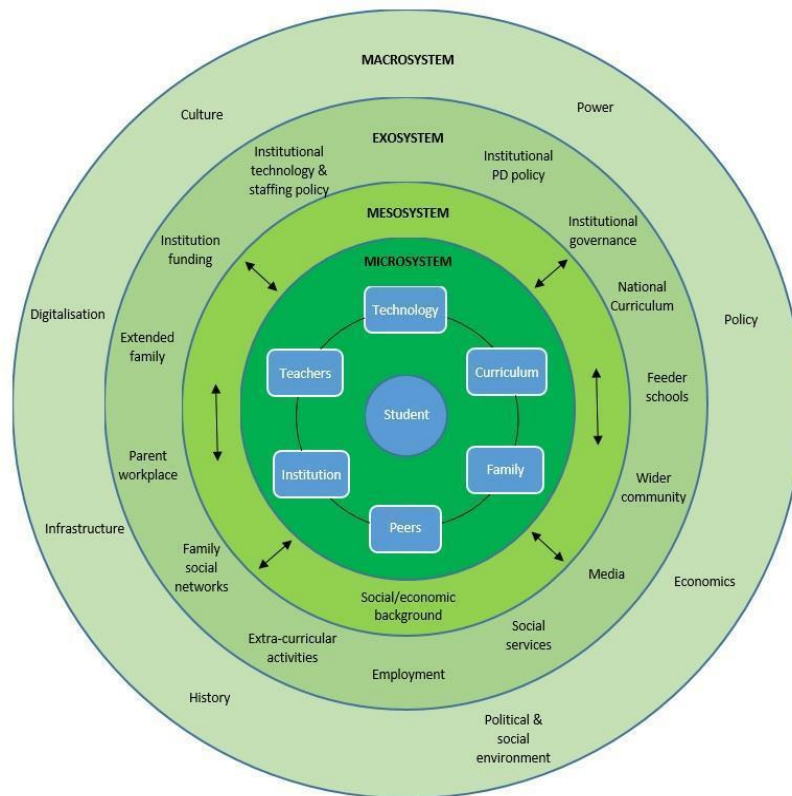 MACROSYSTEM
Culture
Power
EXOSYSTEM
Institutional
technology &
staffing policy
Institutional
PD policy
MESOSYSTEM
Institution
funding
Institutional
governance
MICROSYSTEM
National
Curriculum
Digitalisation
Technology
Policy
Extended
family
Teachers
Curriculum
Feeder
schools
Student
Parent
workplace
Institution
Family
Wider
community
Infrastructure
Peers
Family
social
networks
Media
Economics
Social/economic
background
Extra-curricular
activities
Social
services
Employment
History
Political &
social
environment